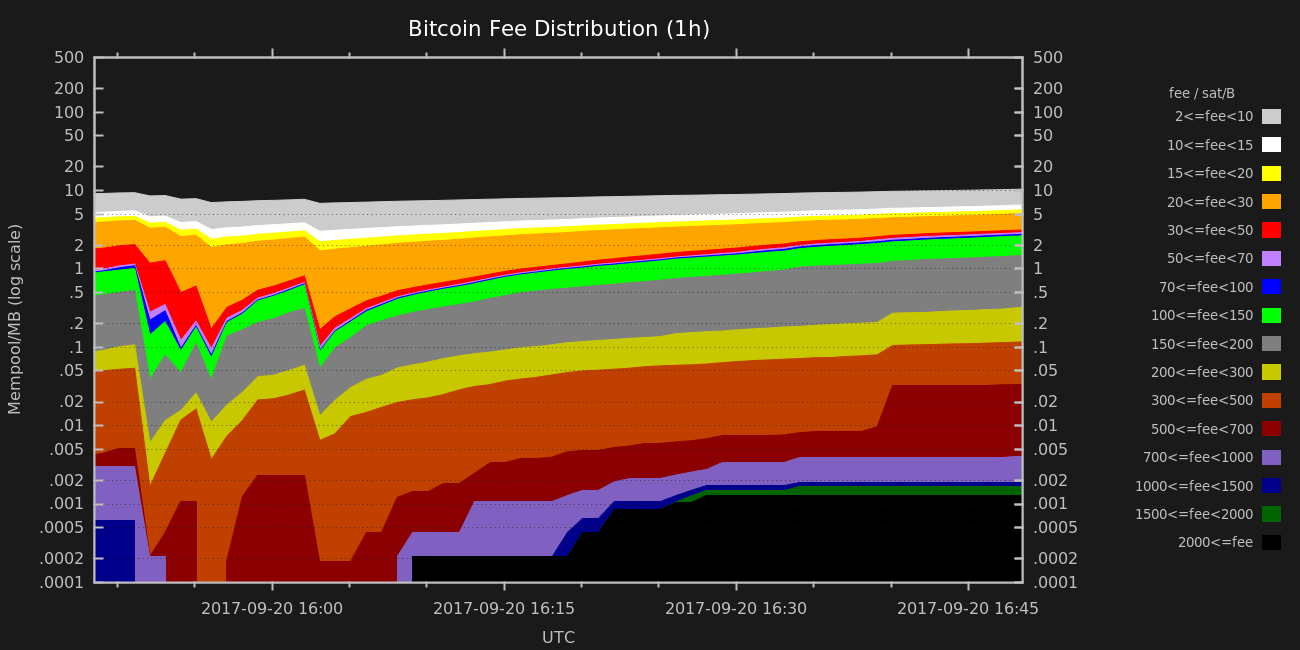 Bitcoin Fee Distribution (1h)
Mempool/MB (log scale)
500
200
100
50
20
10
5
2
1
.5
.2
.1
.05
.02
.01
.005
.002
.001
.0005
.0002
.0001
500
200
100
50
20
10
5
2
1
.5
.2
.1
.05
.02
.01
.005
.002
.001
.0005
.0002
.0001
fee / sat/B
2<=fee<10
10<=fee<15
15<=fee<20
20<=fee<30
30<=fee<50
50<=fee<70
70<=fee<100
100<=fee<150
150<=fee<200
200<=fee<300
300<=fee<500
500<=fee<700
700<=fee<1000
1000<=fee<1500
1500<=fee<2000
2000<=fee
2017-09-20 16:00
2017-09-20 16:15
2017-09-20 16:30
2017-09-20 16:45
UTC